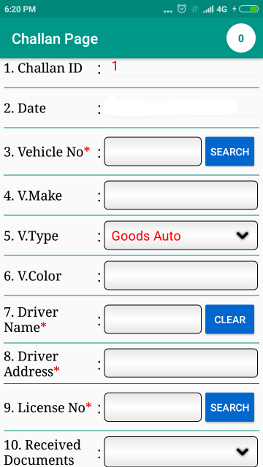 6:20 PM ... 4G
Challan Page 0
1. Challan ID : 1
2. Date :
3. Vehicle No* : SEARCH
4. V.Make :
5. V.Type : Goods Auto
6. V.Color :
7. Driver
Name* : CLEAR
8. Driver
Address* :
9. License No* : SEARCH
10. Received
Documents :